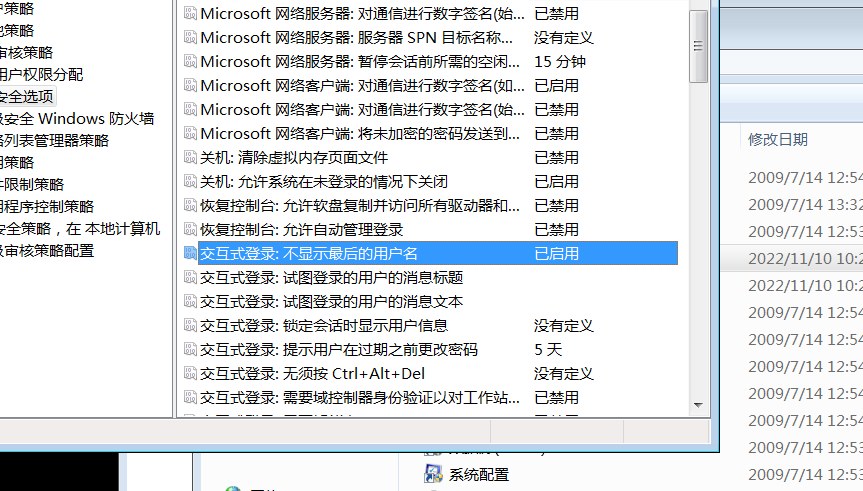 户策略
地策略
审核策略
用户权限分配
安全选项
级安全 Windows 防火墙
络列表管理器策略
钥策略
件限制策略
用程序控制策略
安全策略，在 本地计算机
级审核策略配置
Microsoft 网络服务器: 对通信进行数字签名(始... 已禁用
Microsoft 网络服务器: 服务器 SPN 目标名称... 没有定义
Microsoft 网络服务器: 暂停会话前所需的空闲... 15 分钟
Microsoft 网络客户端: 对通信进行数字签名(如... 已启用
Microsoft 网络客户端: 对通信进行数字签名(始... 已禁用
Microsoft 网络客户端: 将未加密的密码发送到... 已禁用
关机: 清除虚拟内存页面文件 已禁用
关机: 允许系统在未登录的情况下关闭 已启用
恢复控制台: 允许软盘复制并访问所有驱动器和... 已禁用
恢复控制台: 允许自动管理登录 已禁用
交互式登录: 不显示最后的用户名 已启用
交互式登录: 试图登录的用户的消息标题
交互式登录: 试图登录的用户的消息文本
交互式登录: 锁定会话时显示用户信息 没有定义
交互式登录: 提示用户在过期之前更改密码 5 天
交互式登录: 无须按 Ctrl+Alt+Del 没有定义
交互式登录: 需要域控制器身份验证以对工作站... 已禁用
修改日期
2009/7/14 12:54
2009/7/14 13:32
2009/7/14 12:53
2022/11/10 10:2
2022/11/10 10:2
2009/7/14 12:54
2009/7/14 12:54
2009/7/14 12:54
2009/7/14 12:54
2009/7/14 12:54
2009/7/14 12:53
2009/7/14 12:53
系统配置